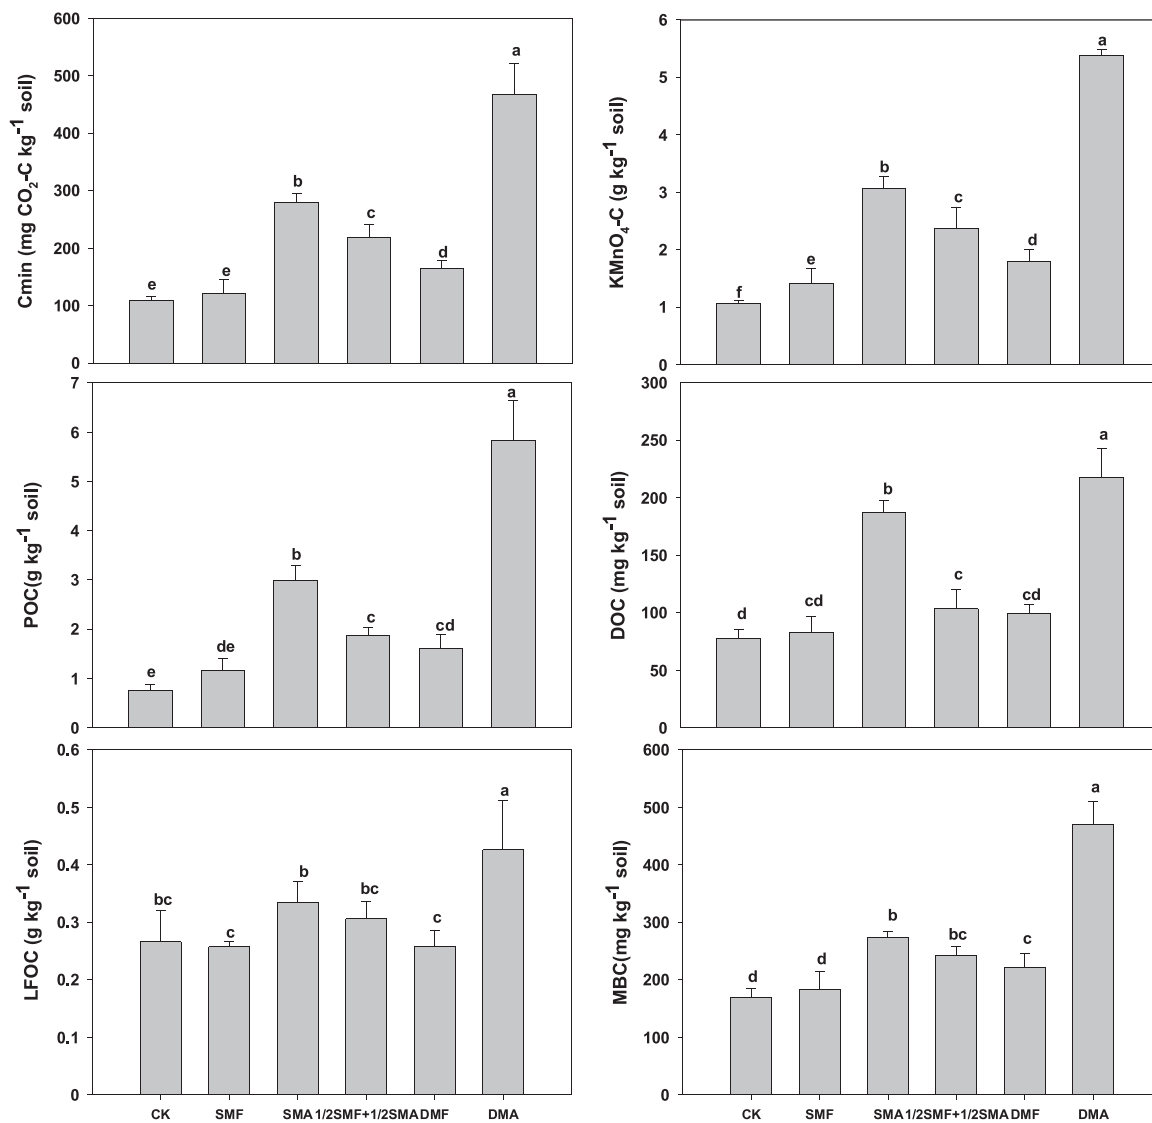 600
500
400
300
200
100
0
Cmin (mg CO₂-C kg⁻¹ soil)
e
e
b
c
d
a
6
5
4
3
2
1
0
KMnO₄-C (g kg⁻¹ soil)
f
e
b
c
d
a
7
6
5
4
3
2
1
0
POC(g kg⁻¹ soil)
e
de
b
c
cd
a
300
250
200
150
100
50
0
DOC (mg kg⁻¹ soil)
d
cd
b
c
cd
a
0.6
0.5
0.4
0.3
0.2
0.1
0
LFOC (g kg⁻¹ soil)
bc
c
b
bc
c
a
CK SMF SMA 1/2SMF+1/2SMA DMF DMA
600
500
400
300
200
100
0
MBC(mg kg⁻¹ soil)
d
d
b
bc
c
a
CK SMF SMA 1/2SMF+1/2SMA DMF DMA